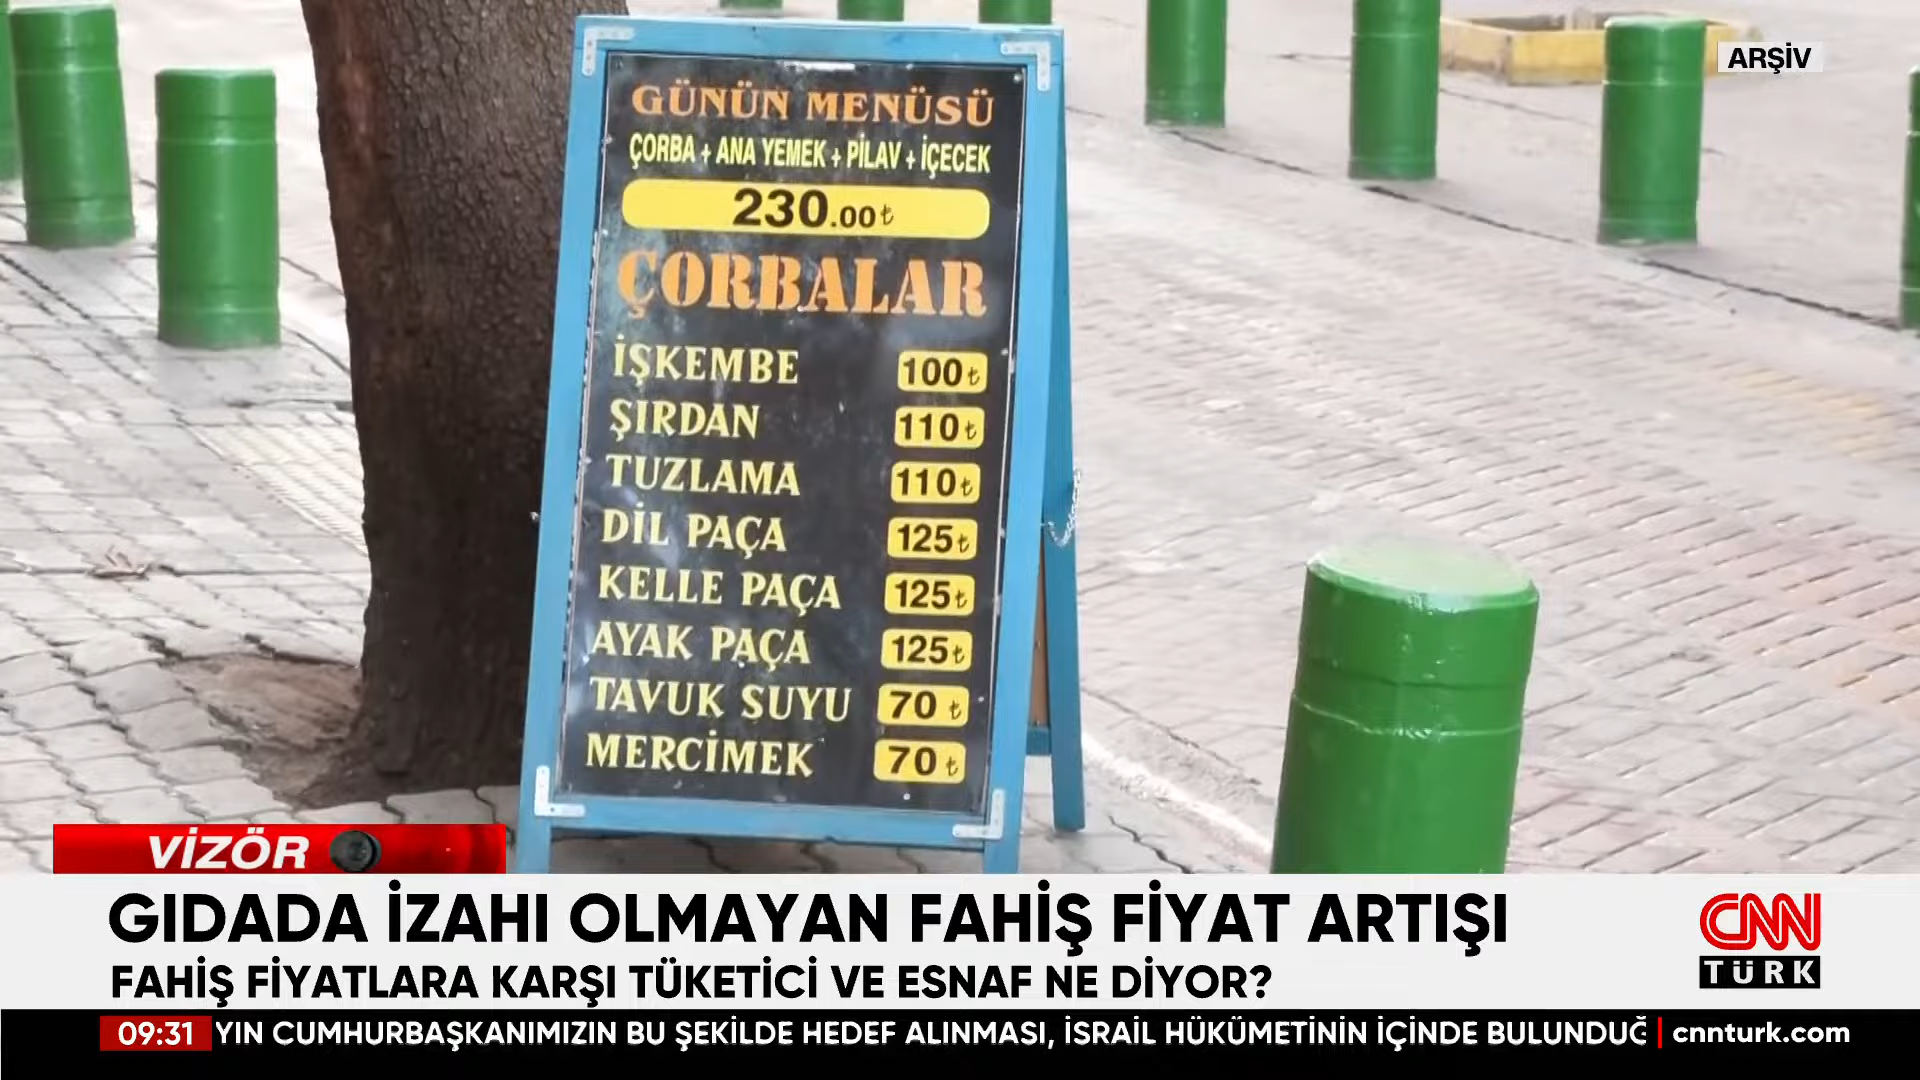 ARŞİV
GÜNÜN MENÜSÜ
ÇORBA + ANA YEMEK + PİLAV + İÇECEK
230.00₺
ÇORBALAR
İŞKEMBE 100₺
ŞIRDAN 110₺
TUZLAMA 110₺
DİL PAÇA 125₺
KELLE PAÇA 125₺
AYAK PAÇA 125₺
TAVUK SUYU 70₺
MERCİMEK 70₺
VİZÖR
GIDADA İZAHI OLMAYAN FAHİŞ FİYAT ARTIŞI
FAHİŞ FİYATLARA KARŞI TÜKETİCİ VE ESNAF NE DİYOR?
CNN
TÜRK
09:31 YIN CUMHURBAŞKANIMIZIN BU ŞEKİLDE HEDEF ALINMASI, İSRAİL HÜKÜMETİNİN İÇİNDE BULUNDUĞ cnnturk.com